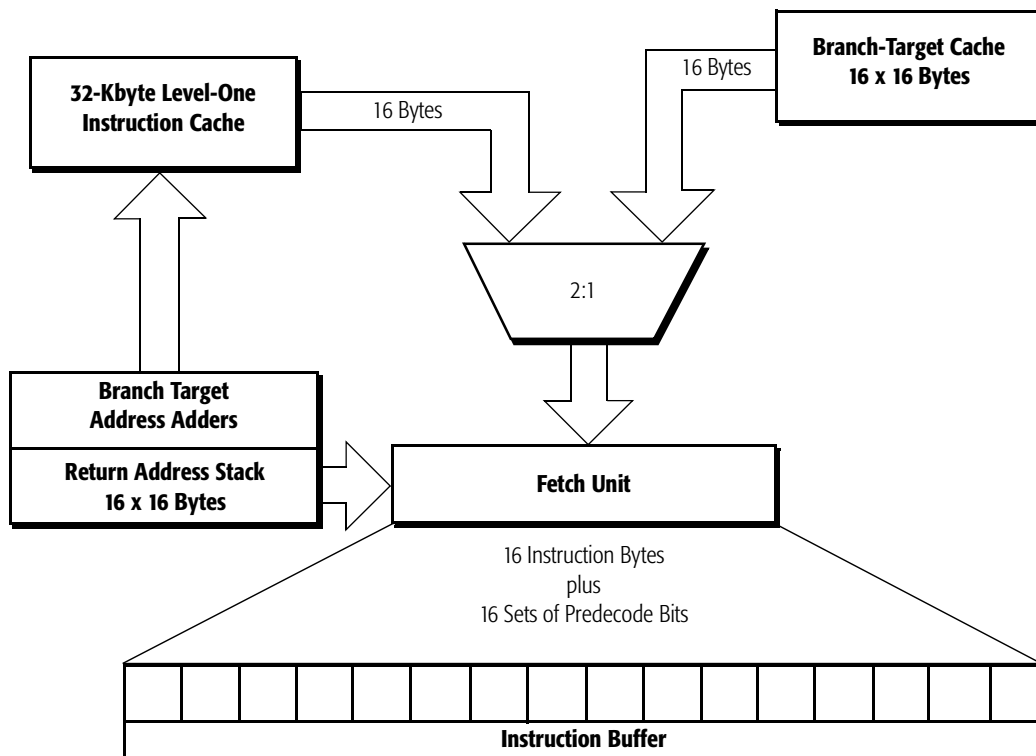 32-Kbyte Level-One
Instruction Cache
16 Bytes
16 Bytes
Branch-Target Cache
16 x 16 Bytes
2:1
Branch Target
Address Adders
Return Address Stack
16 x 16 Bytes
Fetch Unit
16 Instruction Bytes
plus
16 Sets of Predecode Bits
Instruction Buffer